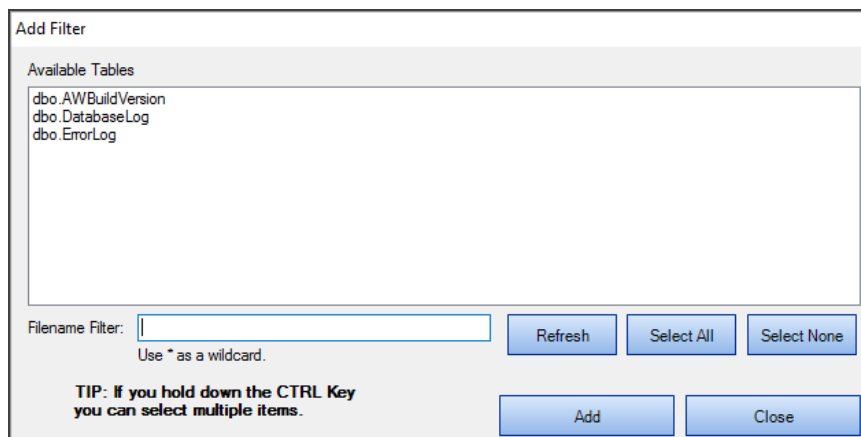 Add Filter
Available Tables
dbo.AWBuildVersion
dbo.DatabaseLog
dbo.ErrorLog
Filename Filter:
Refresh
Select All
Select None
Use * as a wildcard.
TIP: If you hold down the CTRL Key
you can select multiple items.
Add
Close